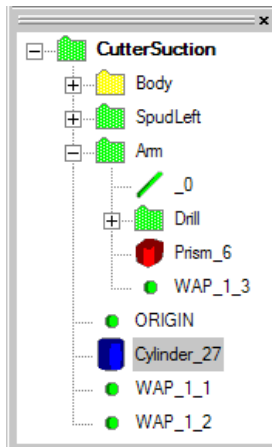 CutterSuction
Body
SpudLeft
Arm
_0
Drill
Prism_6
WAP_1_3
ORIGIN
Cylinder_27
WAP_1_1
WAP_1_2